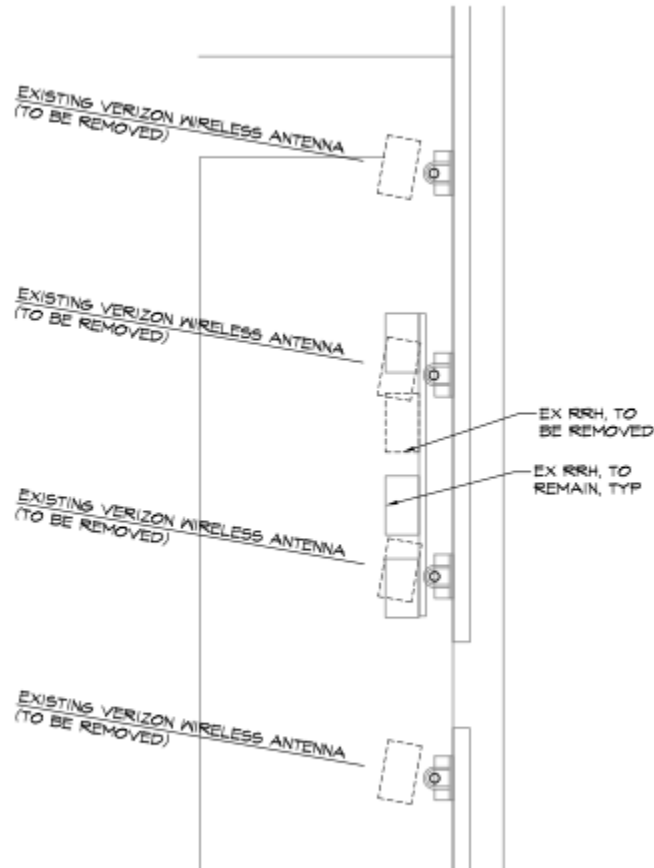 EXISTING VERIZON WIRELESS ANTENNA
(TO BE REMOVED)
EXISTING VERIZON WIRELESS ANTENNA
(TO BE REMOVED)
EX RRH, TO
BE REMOVED
EX RRH, TO
REMAIN, TYP
EXISTING VERIZON WIRELESS ANTENNA
(TO BE REMOVED)
EXISTING VERIZON WIRELESS ANTENNA
(TO BE REMOVED)